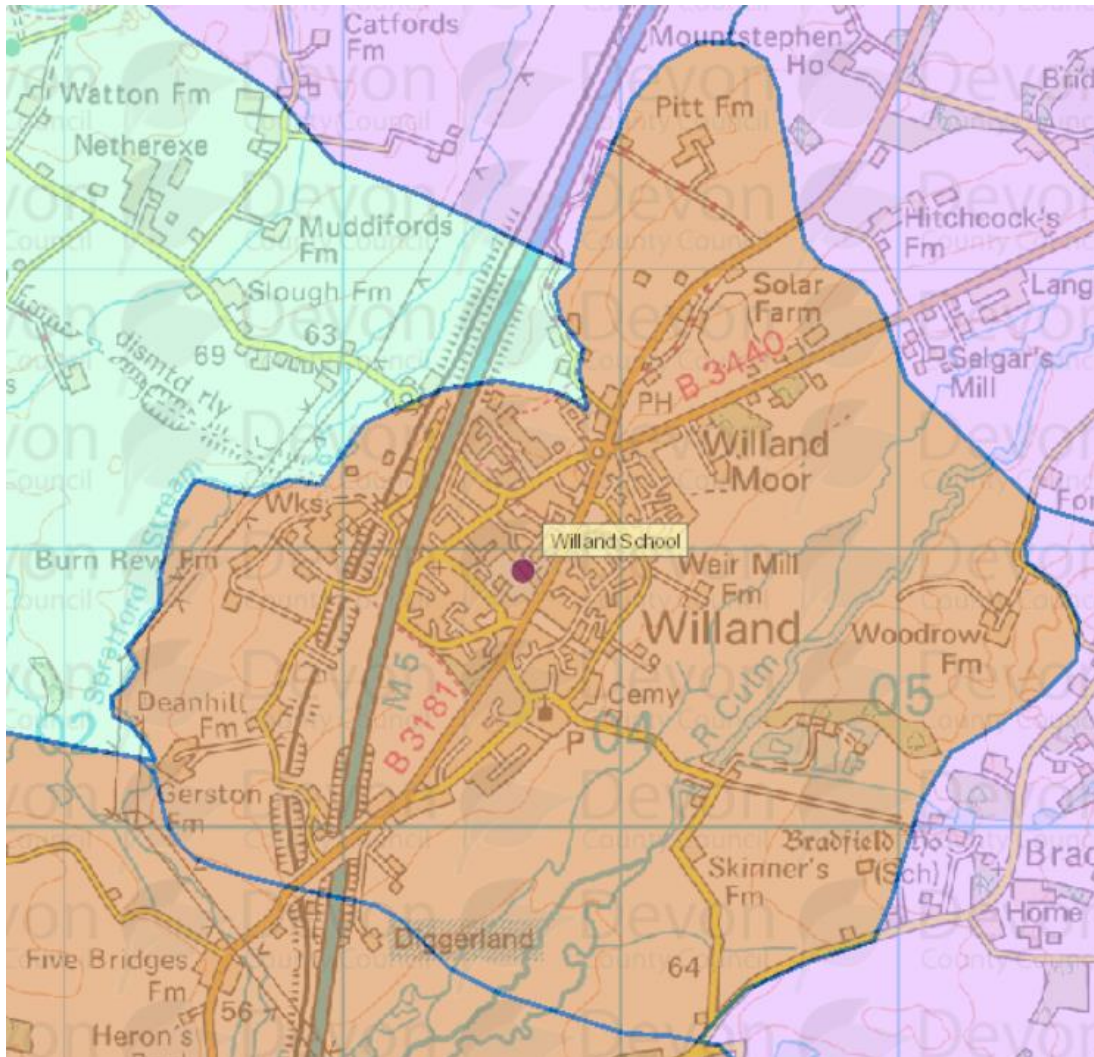 Catfords
Fm
Mountstephen
Ho
Watton Fm
Pitt Fm
Netherexe
Muddifords
Fm
Hitchcock's
Fm
Slough Fm
Solar
Farm
63
69
dismtd rly
B 3440
Selgar's
Mill
PH
Willand
Moor
Wks
Willand School
Burn Rew Fm
Weir Mill
Fm
Willand
Woodrow
Fm
Spratford Stream
M 5
Deanhill
Fm
B 3181
Cemy
R Culm
02
04
05
P
Gerston
Fm
Bradfield Ho
(Sch)
Skinner's
Fm
Home
Diggerland
Five Bridges
Fm
64
56
Heron's
Devon
County Council